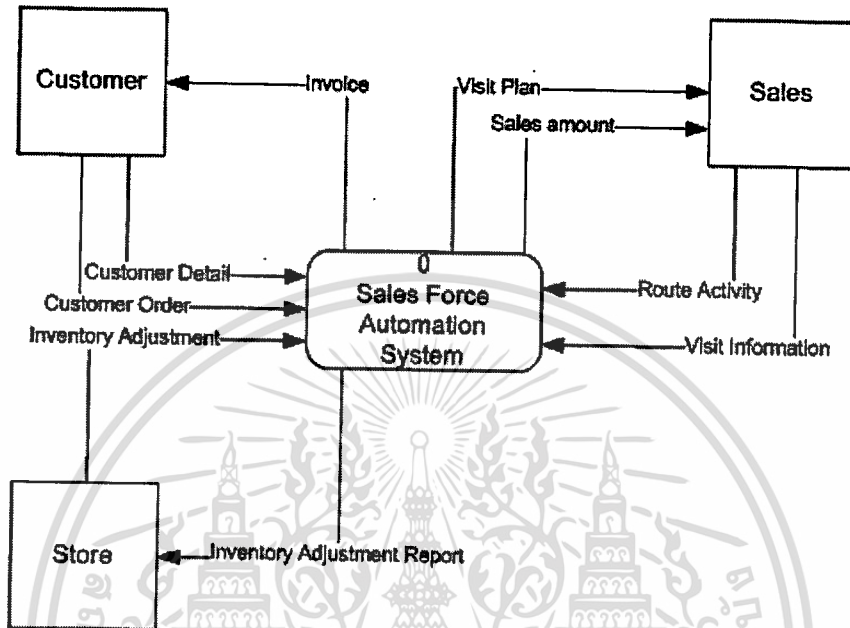 Customer
Invoice
Visit Plan
Sales
Sales amount
Customer Detail
Customer Order
Inventory Adjustment
0
Sales Force
Automation
System
Route Activity
Visit Information
Store
Inventory Adjustment Report